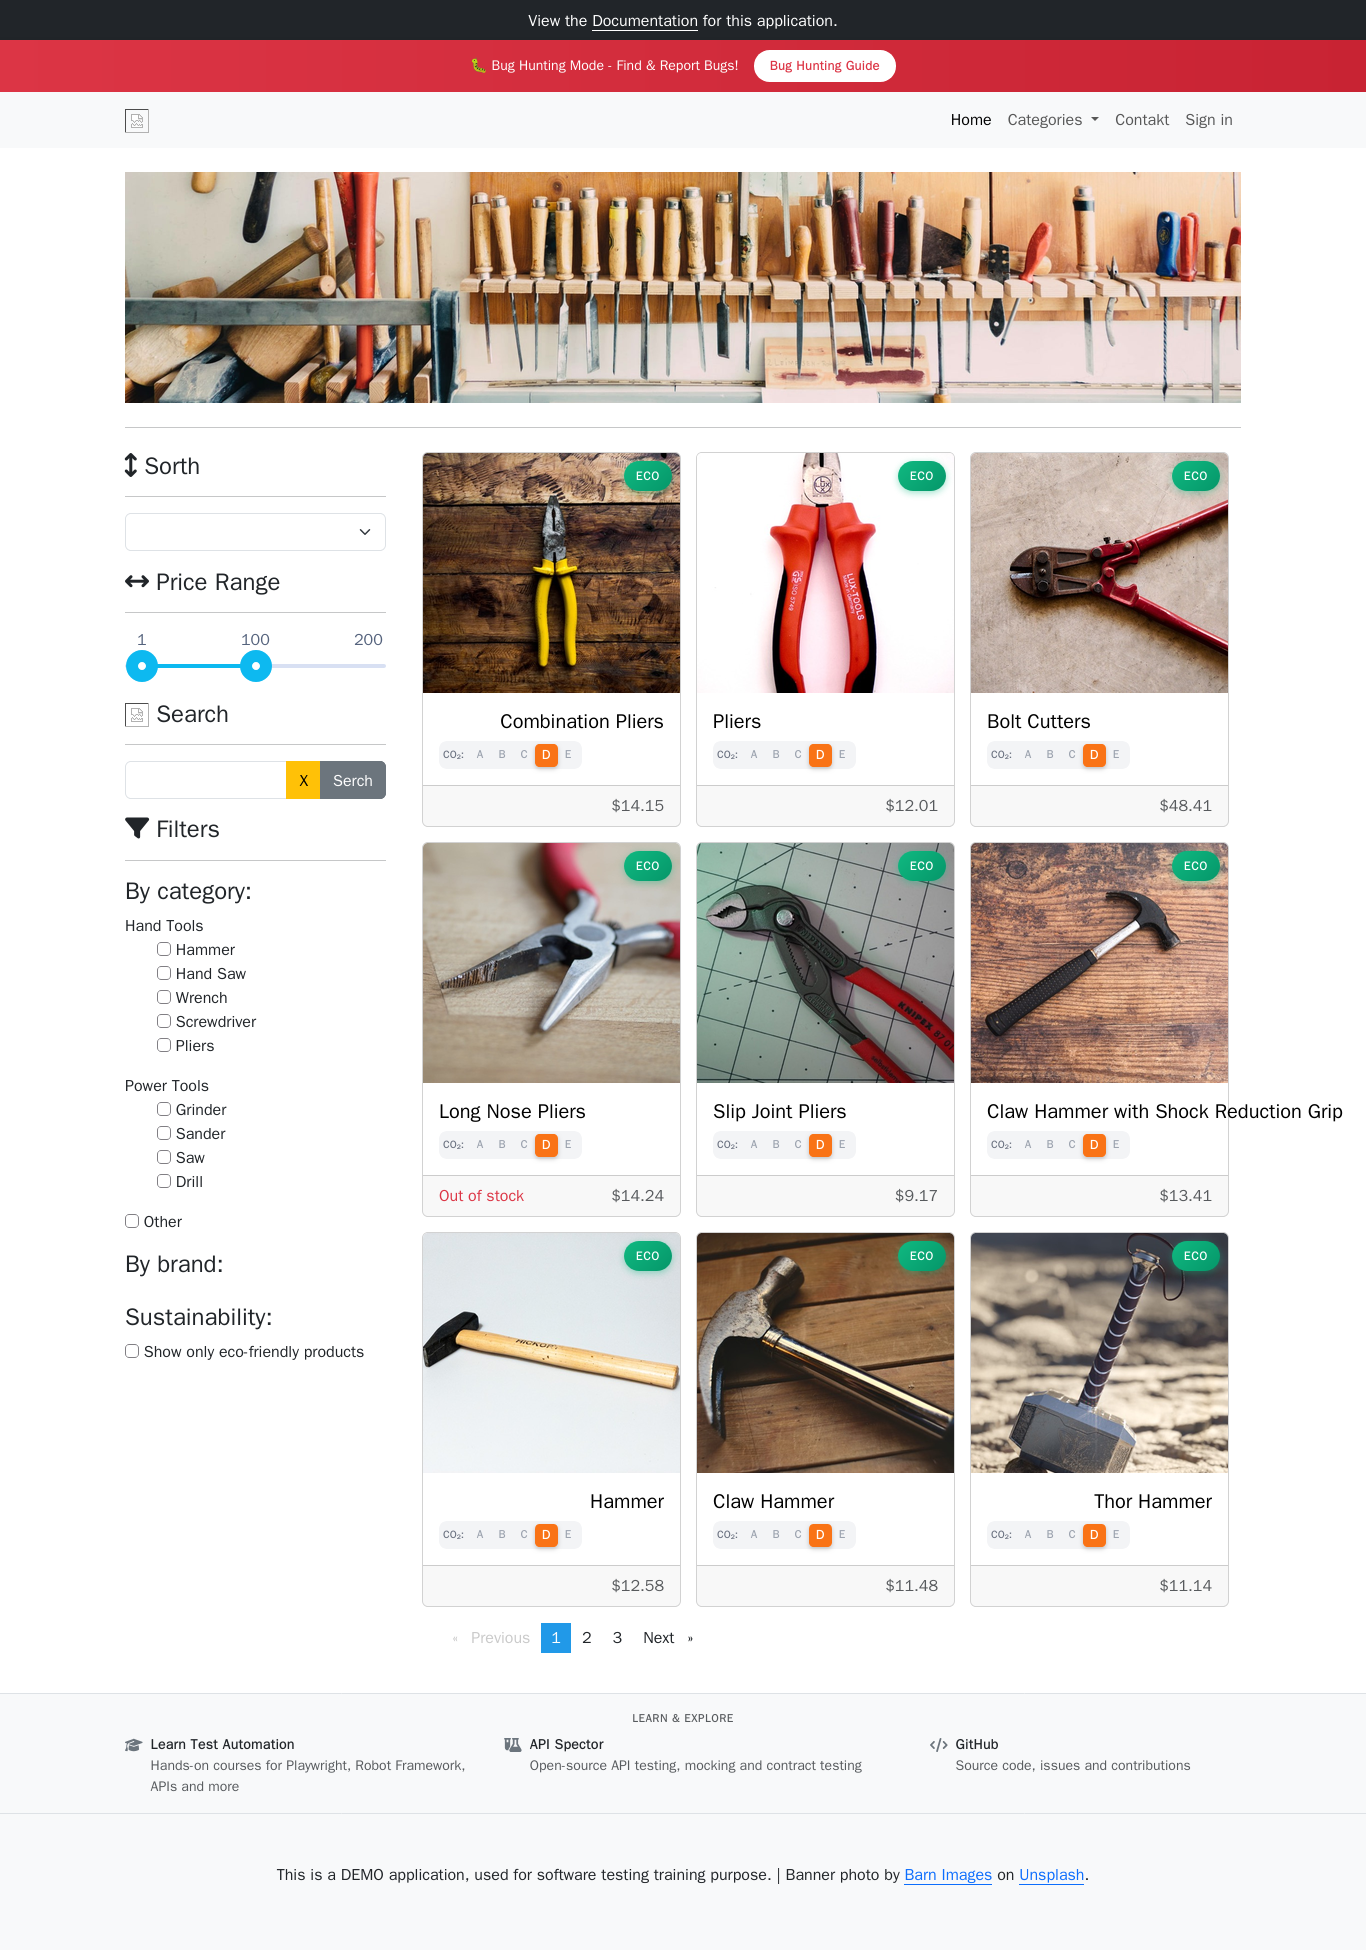 View the Documentation for this application.
🐛 Bug Hunting Mode - Find & Report Bugs! Bug Hunting Guide
Home Categories Contakt Sign in
Sorth
Price Range
1 100 200
Search
X Serch
Filters
By category:
Hand Tools
Hammer
Hand Saw
Wrench
Screwdriver
Pliers
Power Tools
Grinder
Sander
Saw
Drill
Other
By brand:
Sustainability:
Show only eco-friendly products
ECO
Combination Pliers
CO₂: A B C D E
$14.15
ECO
LUX-TOOLS
Pliers
CO₂: A B C D E
$12.01
ECO
Bolt Cutters
CO₂: A B C D E
$48.41
ECO
Long Nose Pliers
CO₂: A B C D E
Out of stock $14.24
ECO
KNIPEX
Slip Joint Pliers
CO₂: A B C D E
$9.17
ECO
Claw Hammer with Shock Reduction Grip
CO₂: A B C D E
$13.41
ECO
Hammer
CO₂: A B C D E
$12.58
ECO
Claw Hammer
CO₂: A B C D E
$11.48
ECO
Thor Hammer
CO₂: A B C D E
$11.14
« Previous 1 2 3 Next »
LEARN & EXPLORE
Learn Test Automation
Hands-on courses for Playwright, Robot Framework,
APIs and more
API Spector
Open-source API testing, mocking and contract testing
GitHub
Source code, issues and contributions
This is a DEMO application, used for software testing training purpose. | Banner photo by Barn Images on Unsplash.